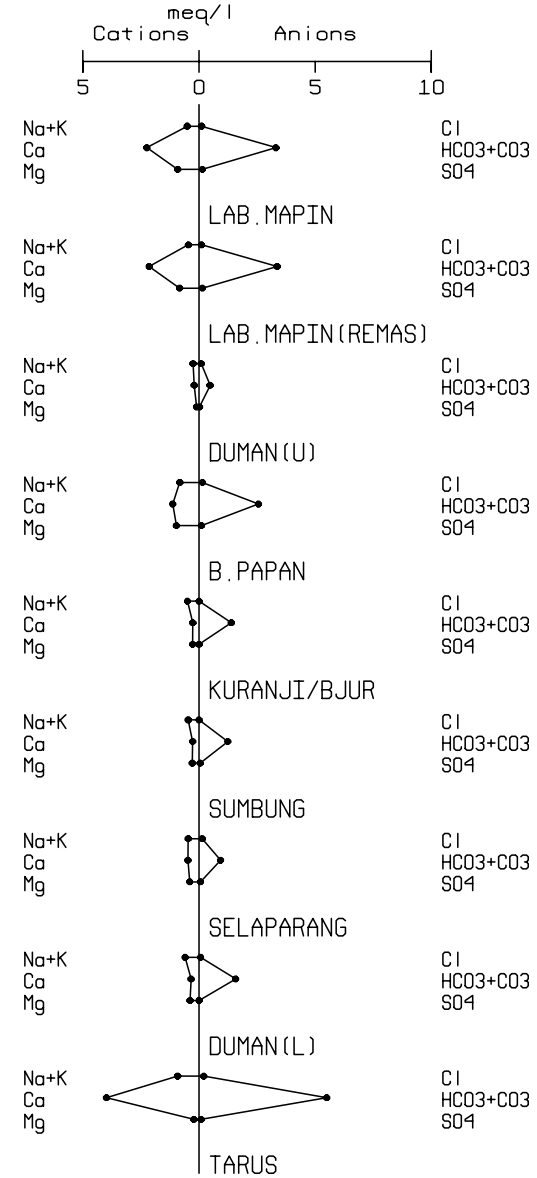 meq/l
Cations Anions
5 0 5 10
Na+K Cl
Ca HCO3+CO3
Mg SO4
LAB.MAPIN
Na+K Cl
Ca HCO3+CO3
Mg SO4
LAB.MAPIN(REMAS)
Na+K Cl
Ca HCO3+CO3
Mg SO4
DUMAN(U)
Na+K Cl
Ca HCO3+CO3
Mg SO4
B.PAPAN
Na+K Cl
Ca HCO3+CO3
Mg SO4
KURANJI/BJUR
Na+K Cl
Ca HCO3+CO3
Mg SO4
SUMBUNG
Na+K Cl
Ca HCO3+CO3
Mg SO4
SELAPARANG
Na+K Cl
Ca HCO3+CO3
Mg SO4
DUMAN(L)
Na+K Cl
Ca HCO3+CO3
Mg SO4
TARUS